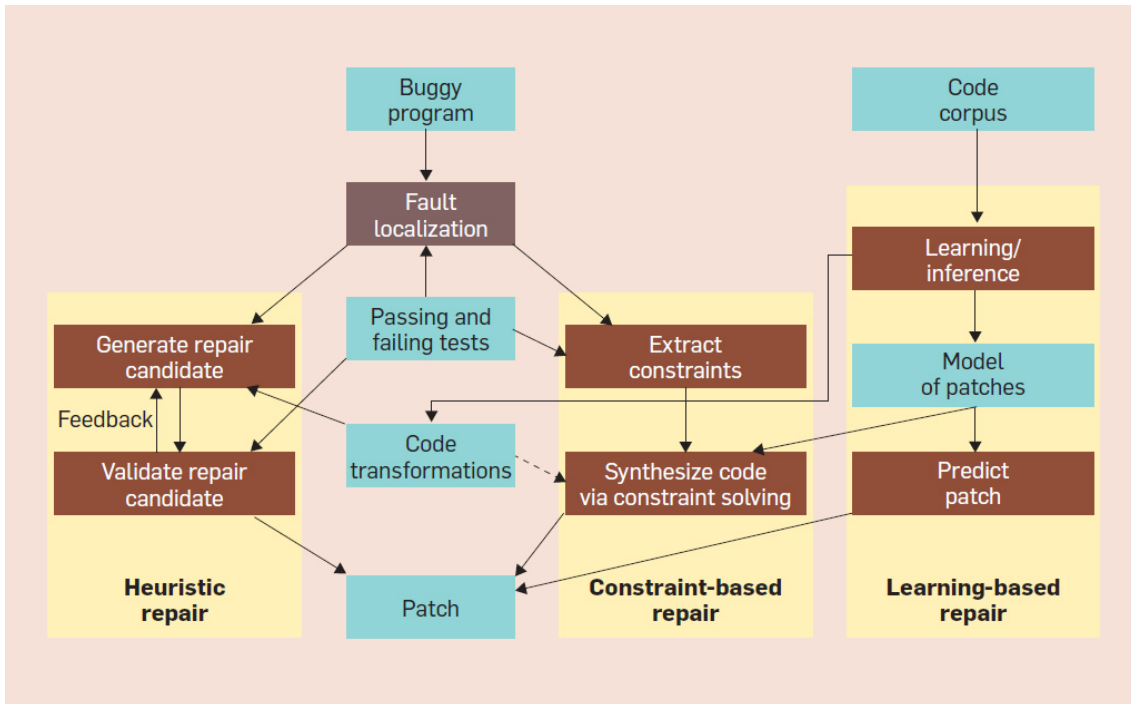 Buggy
program
Code
corpus
Fault
localization
Learning/
inference
Passing and
failing tests
Generate repair
candidate
Extract
constraints
Model
of patches
Feedback
Code
transformations
Validate repair
candidate
Synthesize code
via constraint solving
Predict
patch
Heuristic
repair
Patch
Constraint-based
repair
Learning-based
repair